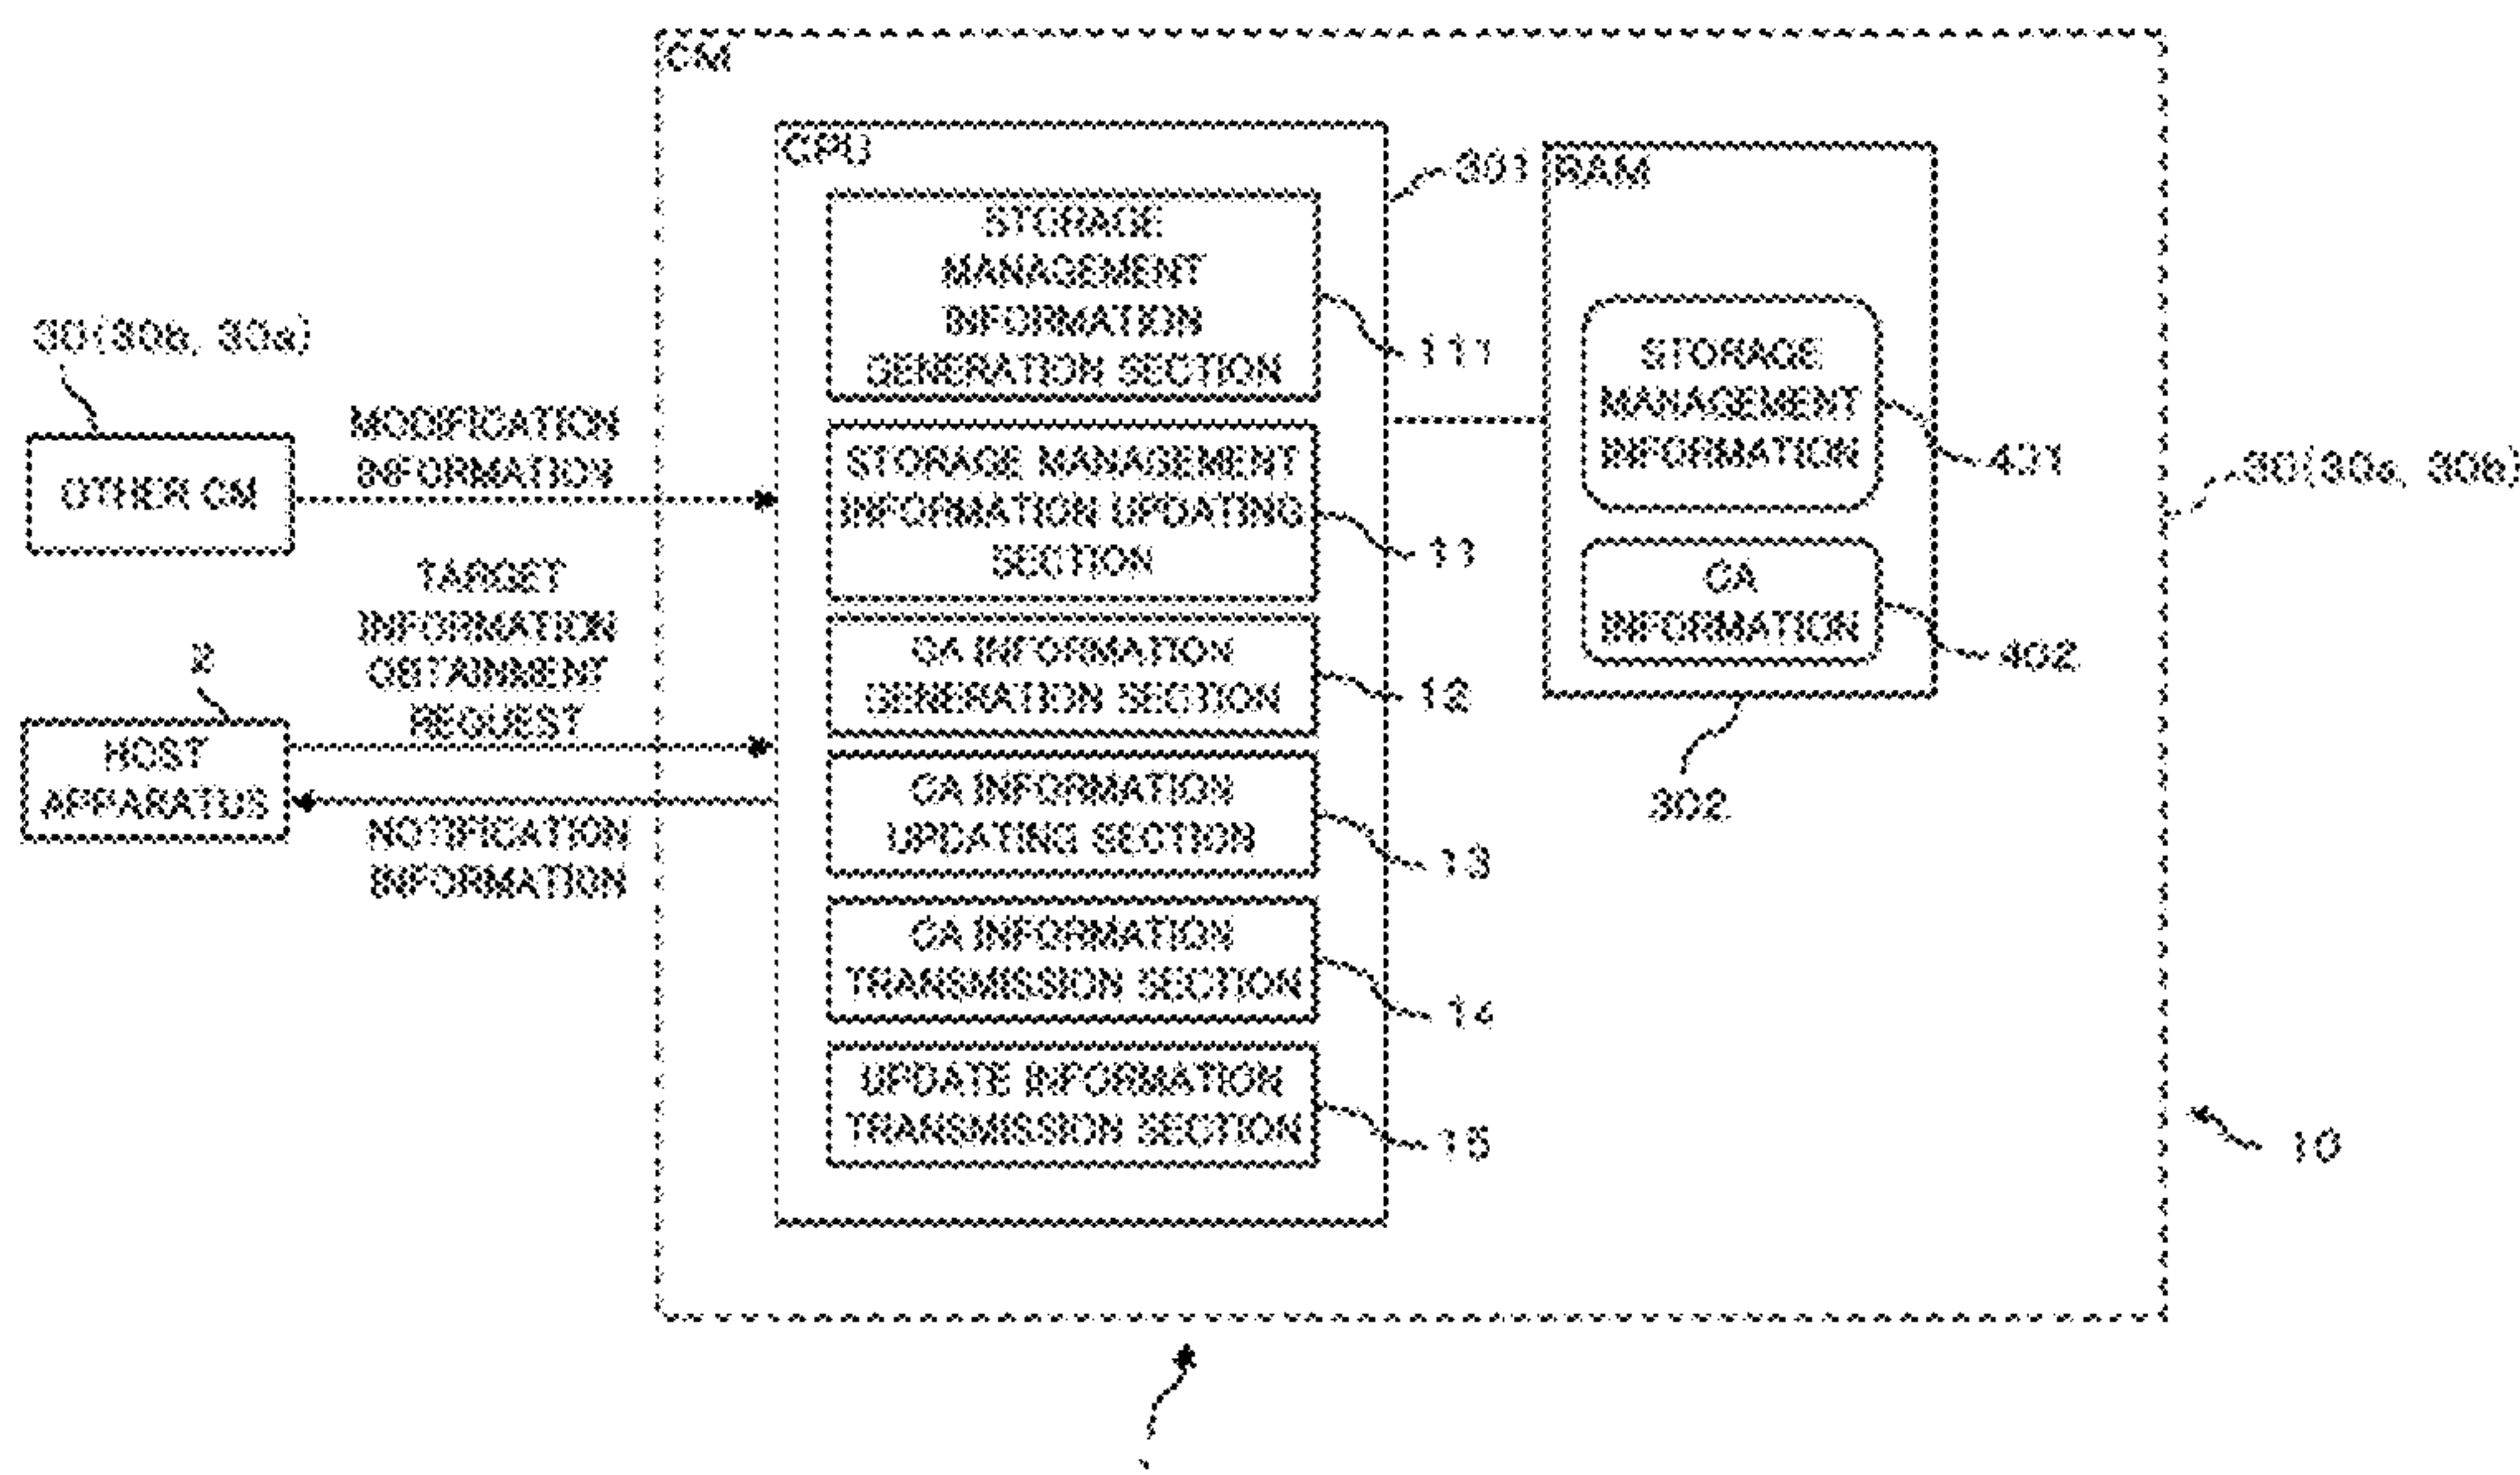 CM
CPU
301
RAM
STORAGE
MANAGEMENT
INFORMATION
GENERATION SECTION
111
STORAGE MANAGEMENT
INFORMATION UPDATING
SECTION
11
CA INFORMATION
GENERATION SECTION
12
CA INFORMATION
UPDATING SECTION
13
CA INFORMATION
TRANSMISSION SECTION
14
UPDATE INFORMATION
TRANSMISSION SECTION
15
STORAGE
MANAGEMENT
INFORMATION
401
CA
INFORMATION
402
302
30(30a, 30b)
10
30(30b, 30a)
OTHER CM
MODIFICATION
INFORMATION
TARGET
INFORMATION
OBTAINMENT
REQUEST
2
HOST
APPARATUS
NOTIFICATION
INFORMATION